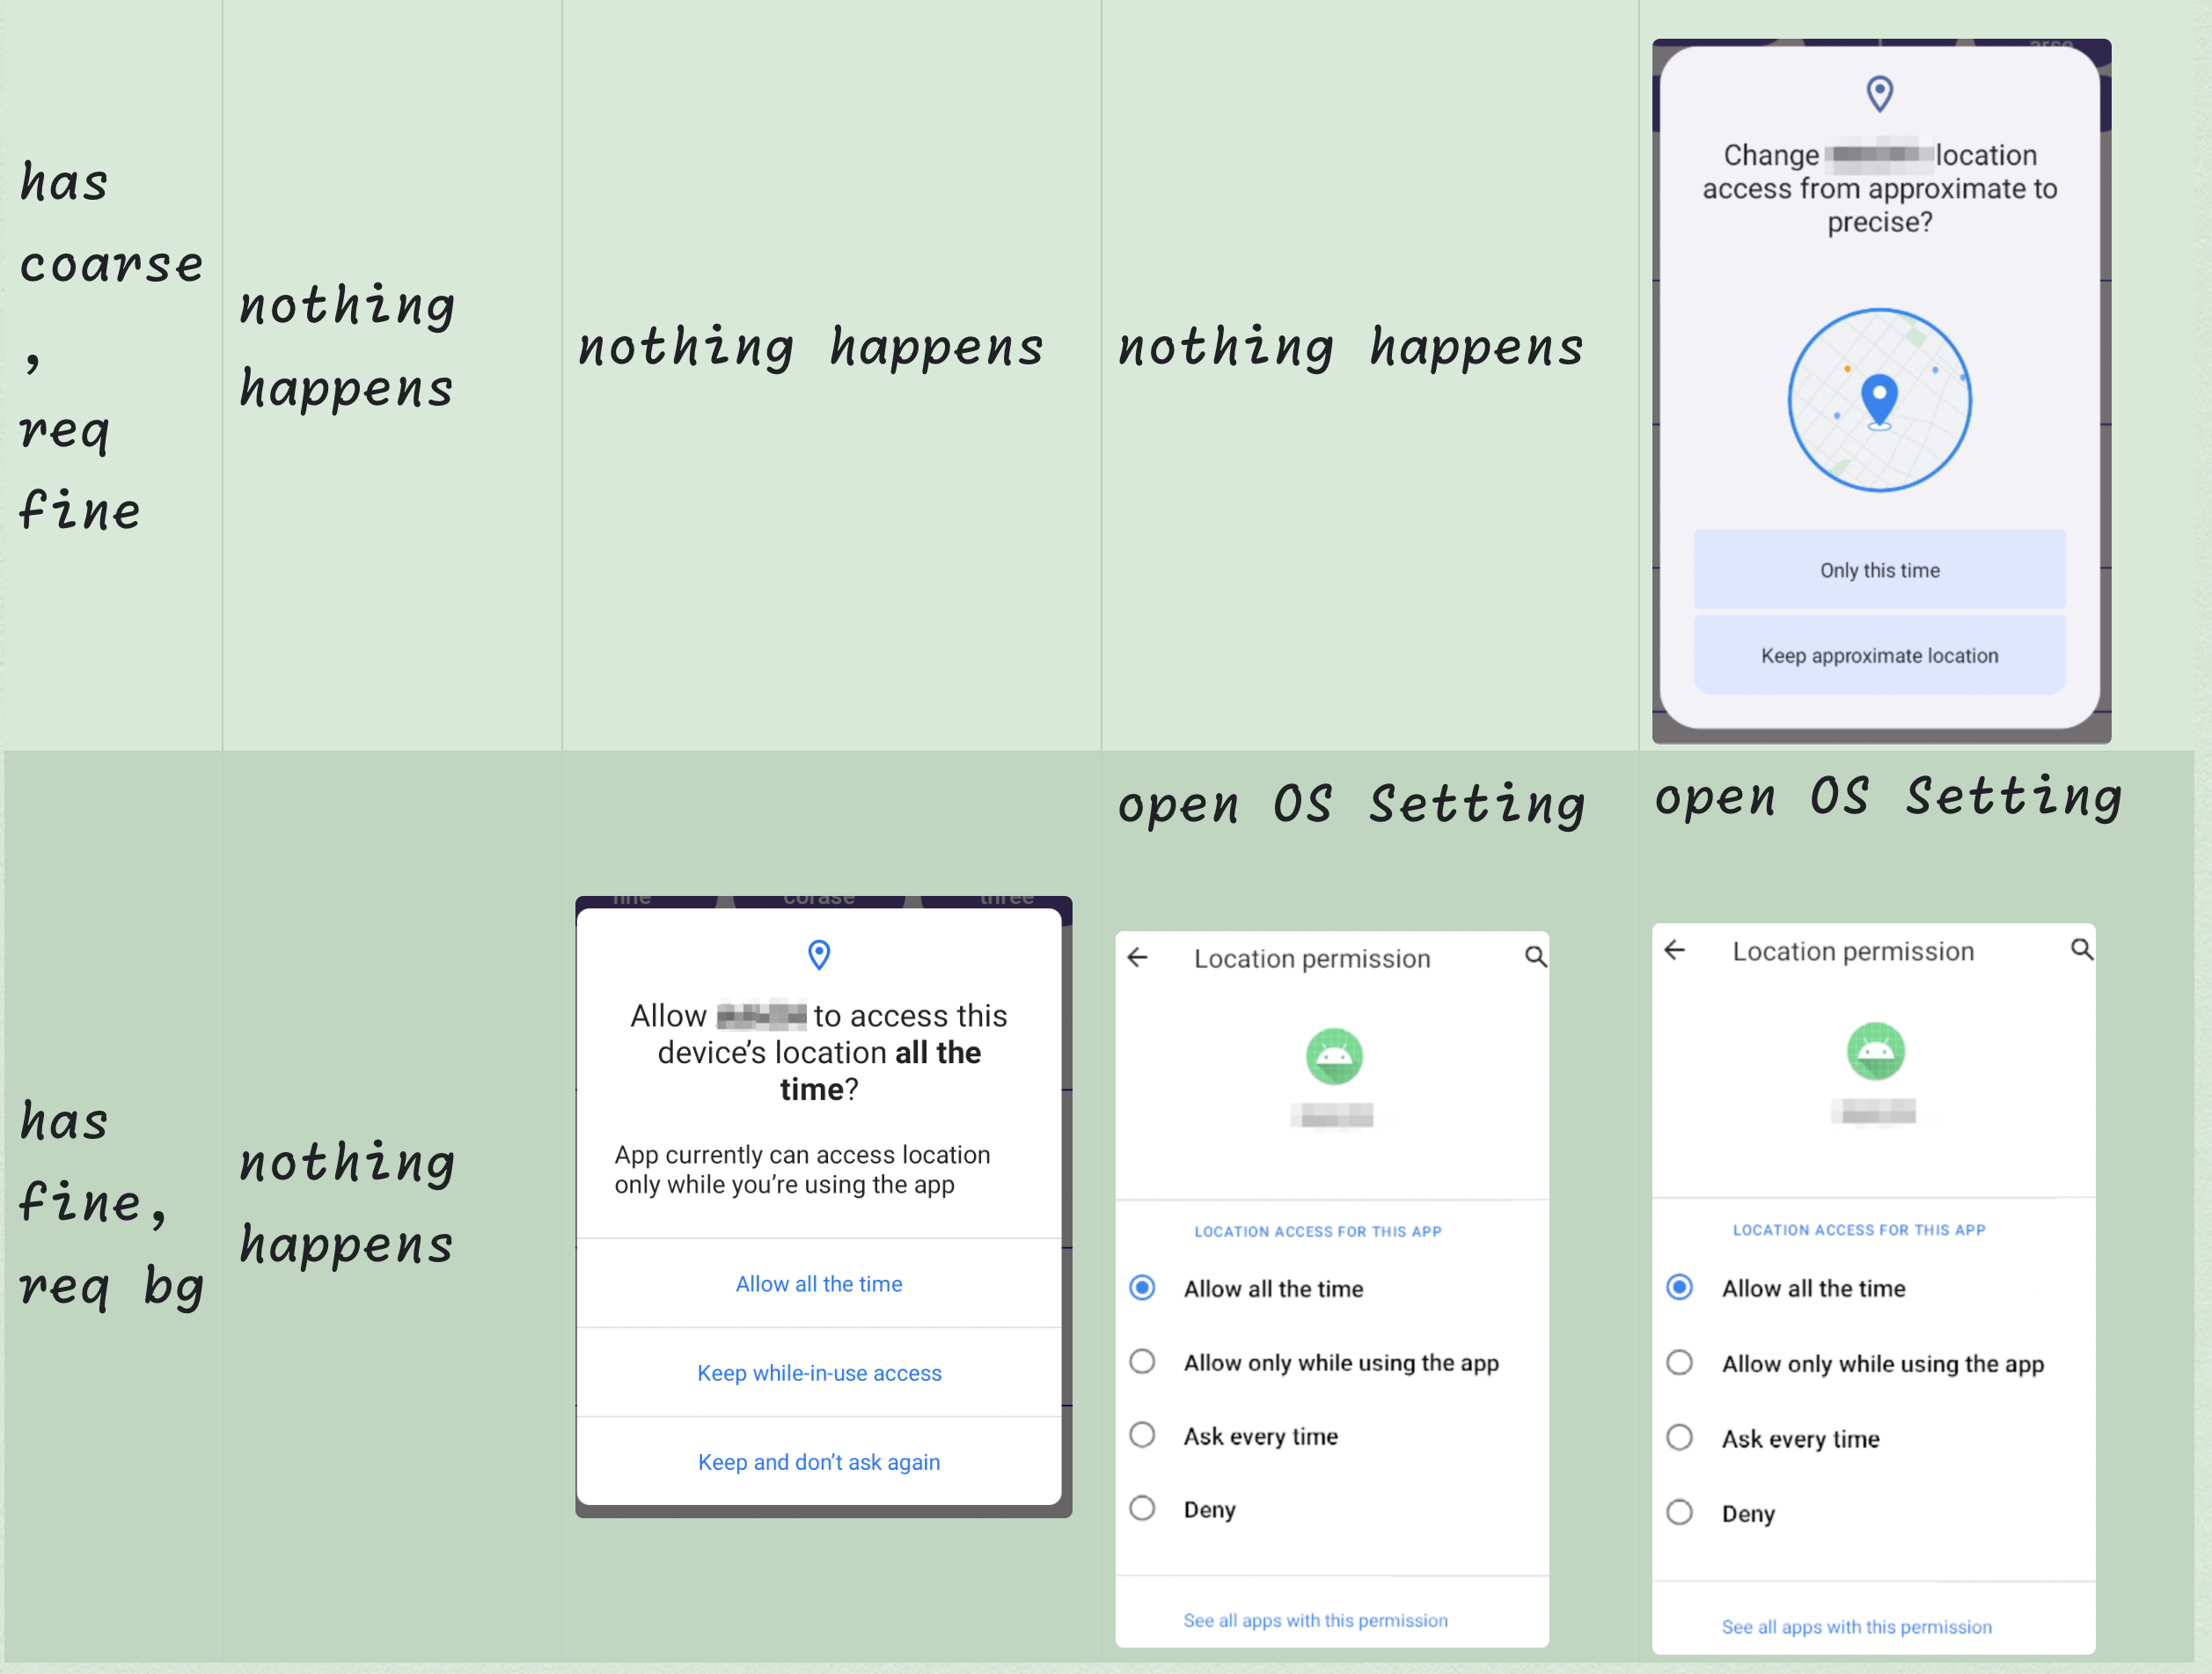 has
coarse
,
req
fine
nothing
happens
nothing happens
nothing happens
Change location
access from approximate to
precise?
Only this time
Keep approximate location
has
fine,
req bg
nothing
happens
fine corase three
Allow to access this
device's location all the
time?
App currently can access location
only while you're using the app
Allow all the time
Keep while-in-use access
Keep and don't ask again
open OS Setting
Location permission
LOCATION ACCESS FOR THIS APP
Allow all the time
Allow only while using the app
Ask every time
Deny
See all apps with this permission
open OS Setting
Location permission
LOCATION ACCESS FOR THIS APP
Allow all the time
Allow only while using the app
Ask every time
Deny
See all apps with this permission